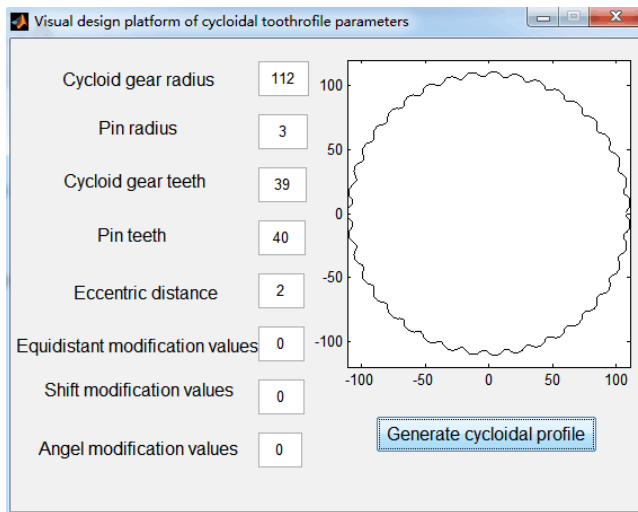 Visual design platform of cycloidal toothrofile parameters
Cycloid gear radius 112
Pin radius 3
Cycloid gear teeth 39
Pin teeth 40
Eccentric distance 2
Equidistant modification values 0
Shift modification values 0
Angel modification values 0
100
50
0
-50
-100
-100 -50 0 50 100
Generate cycloidal profile